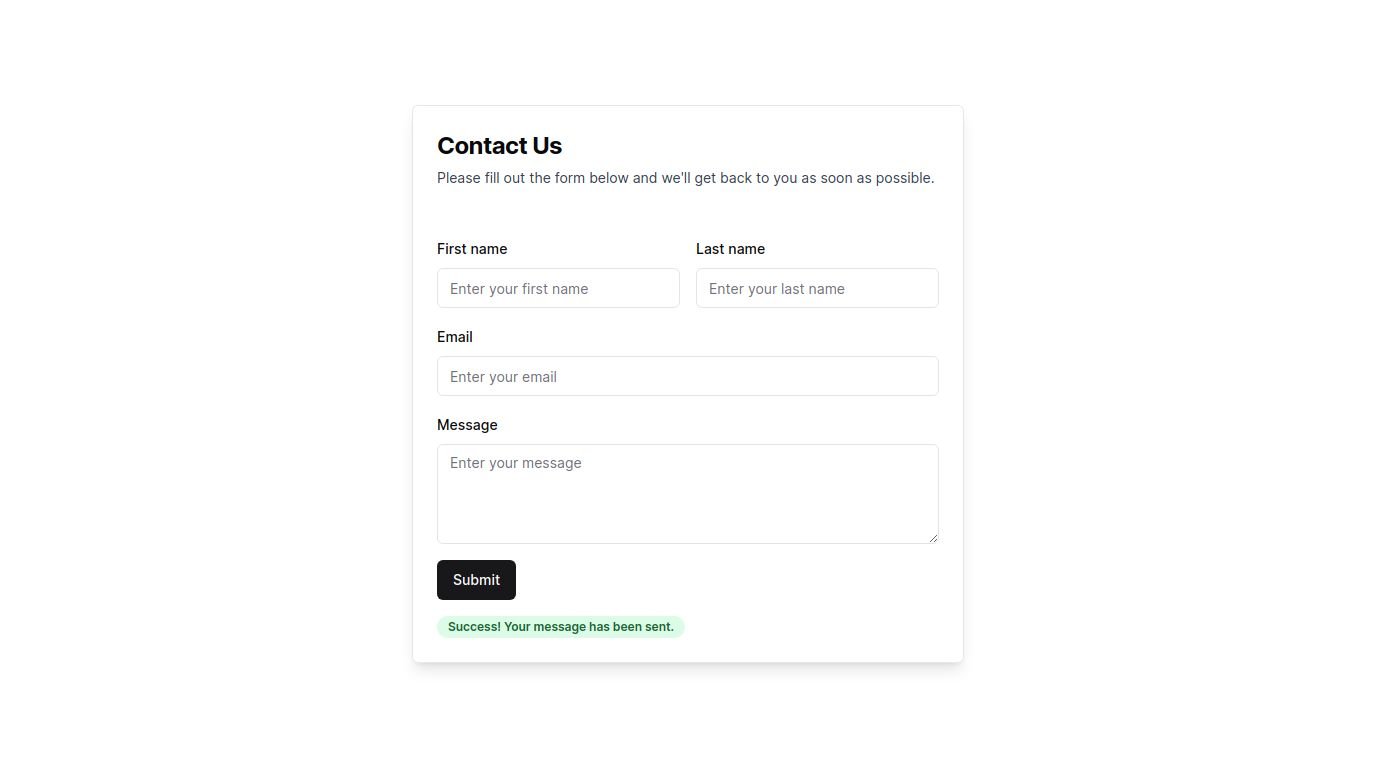 Contact Us
Please fill out the form below and we'll get back to you as soon as possible.
First name
Last name
Enter your first name
Enter your last name
Email
Enter your email
Message
Enter your message
Submit
Success! Your message has been sent.